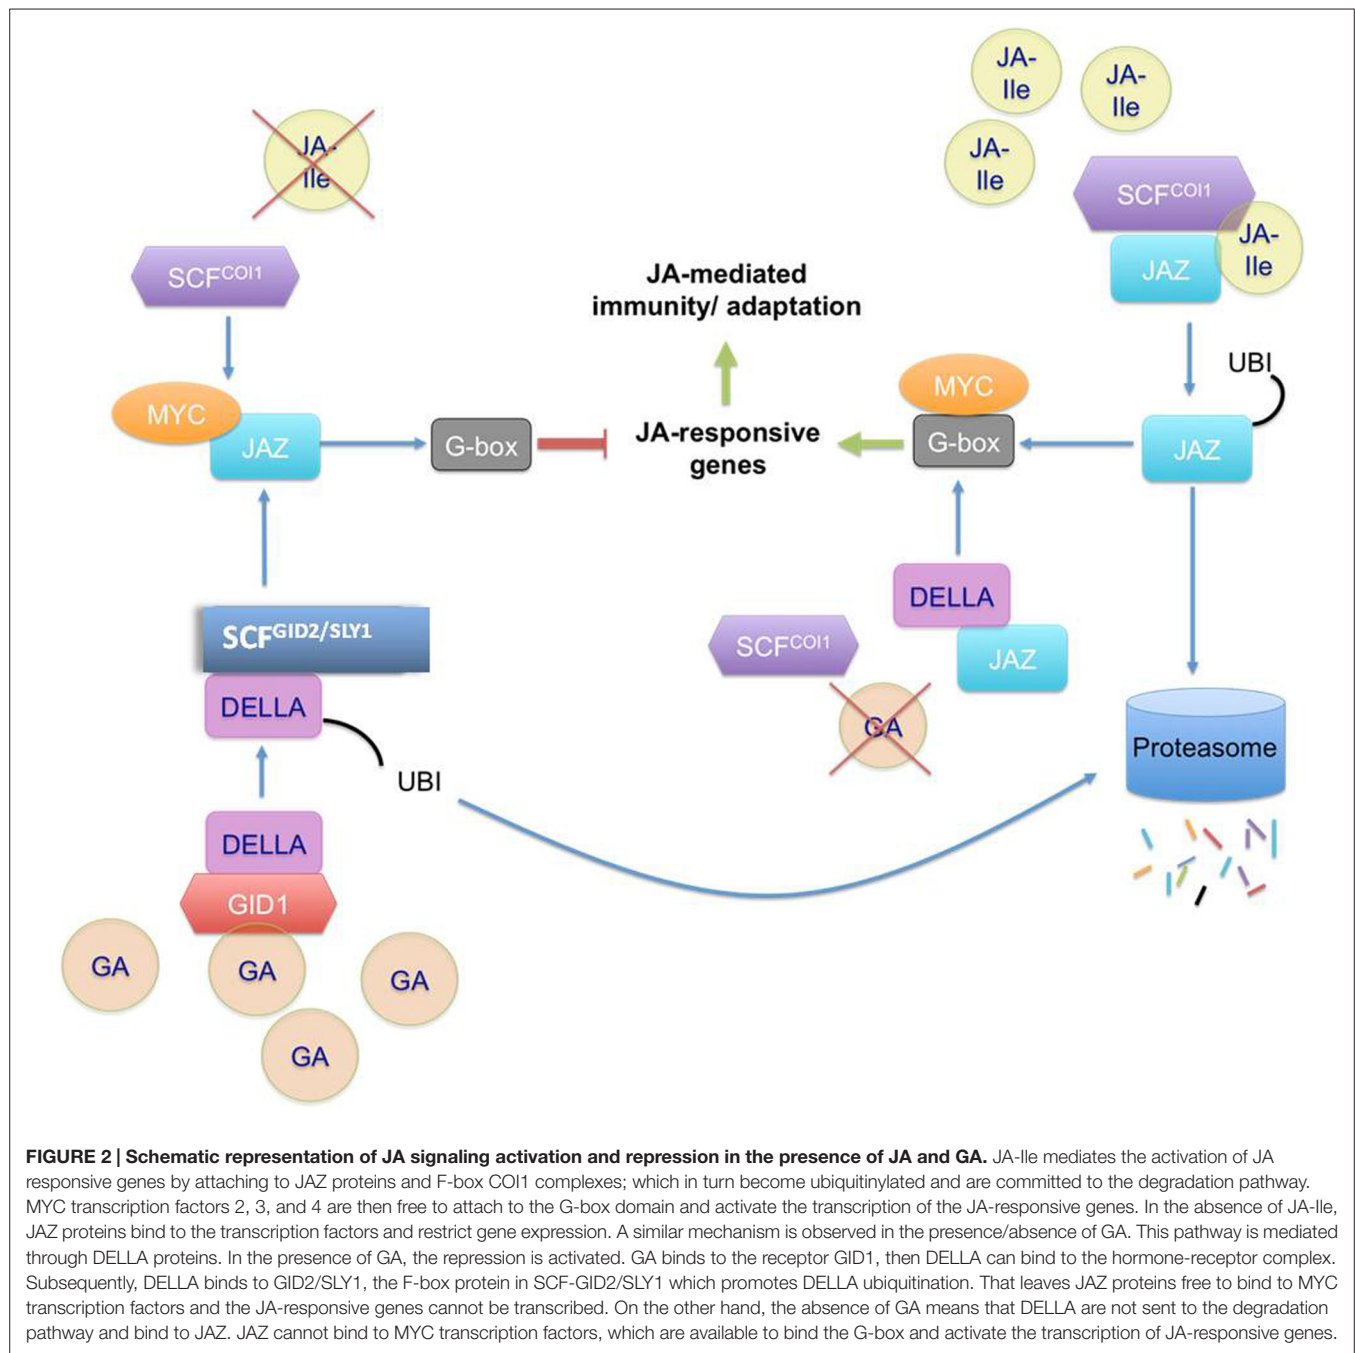 JA-
Ile
JA-
Ile
JA-
Ile
JA-
Ile
SCFCOI1
JA-
Ile
JAZ
SCFCOI1
JA-mediated
immunity/ adaptation
UBI
MYC
JAZ
G-box
JA-responsive
genes
MYC
G-box
JAZ
DELLA
SCFCOI1
JAZ
GA
SCFGID2/SLY1
DELLA
UBI
Proteasome
DELLA
GID1
GA
GA
GA
GA
FIGURE 2 | Schematic representation of JA signaling activation and repression in the presence of JA and GA. JA-Ile mediates the activation of JA
responsive genes by attaching to JAZ proteins and F-box COI1 complexes; which in turn become ubiquitinylated and are committed to the degradation pathway.
MYC transcription factors 2, 3, and 4 are then free to attach to the G-box domain and activate the transcription of the JA-responsive genes. In the absence of JA-Ile,
JAZ proteins bind to the transcription factors and restrict gene expression. A similar mechanism is observed in the presence/absence of GA. This pathway is mediated
through DELLA proteins. In the presence of GA, the repression is activated. GA binds to the receptor GID1, then DELLA can bind to the hormone-receptor complex.
Subsequently, DELLA binds to GID2/SLY1, the F-box protein in SCF-GID2/SLY1 which promotes DELLA ubiquitination. That leaves JAZ proteins free to bind to MYC
transcription factors and the JA-responsive genes cannot be transcribed. On the other hand, the absence of GA means that DELLA are not sent to the degradation
pathway and bind to JAZ. JAZ cannot bind to MYC transcription factors, which are available to bind the G-box and activate the transcription of JA-responsive genes.